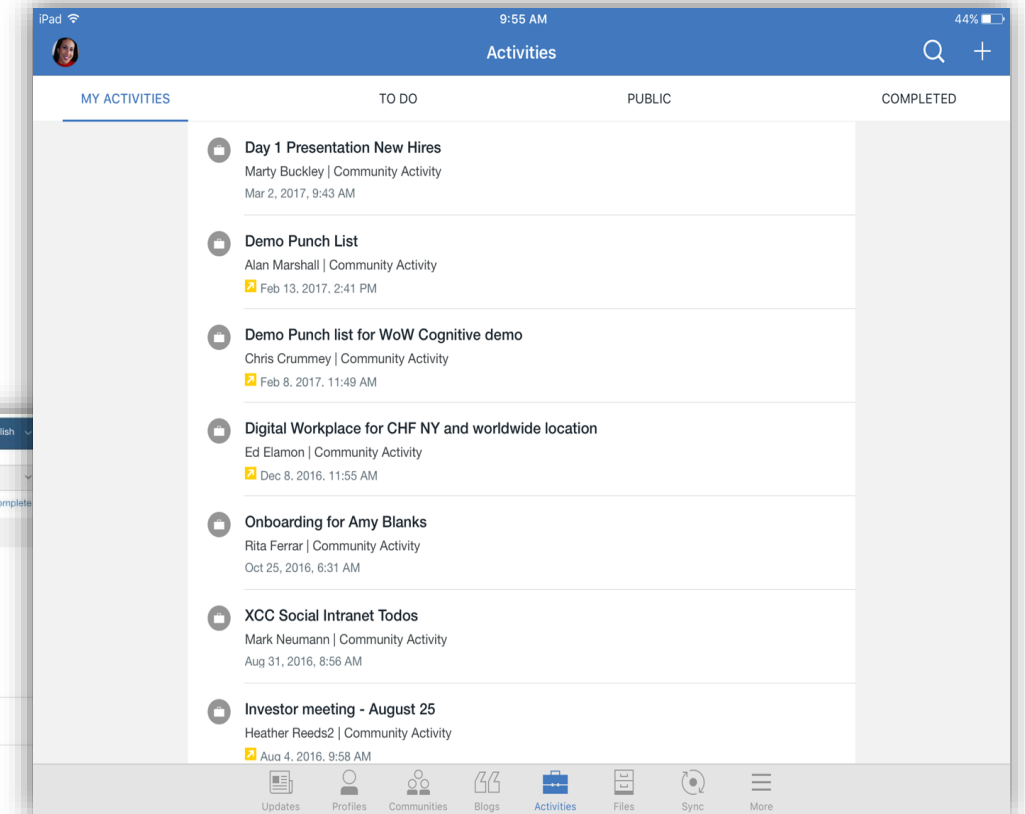 iPad 9:55 AM 44%
Activities
MY ACTIVITIES TO DO PUBLIC COMPLETED
Day 1 Presentation New Hires
Marty Buckley | Community Activity
Mar 2, 2017, 9:43 AM
Demo Punch List
Alan Marshall | Community Activity
Feb 13, 2017, 2:41 PM
Demo Punch list for WoW Cognitive demo
Chris Crummey | Community Activity
Feb 8, 2017, 11:49 AM
lish
Digital Workplace for CHF NY and worldwide location
Ed Elamon | Community Activity
Dec 8, 2016, 11:55 AM
omplete
Onboarding for Amy Blanks
Rita Ferrar | Community Activity
Oct 25, 2016, 6:31 AM
XCC Social Intranet Todos
Mark Neumann | Community Activity
Aug 31, 2016, 8:56 AM
Investor meeting - August 25
Heather Reeds2 | Community Activity
Aug 4, 2016, 9:58 AM
Updates Profiles Communities Blogs Activities Files Sync More